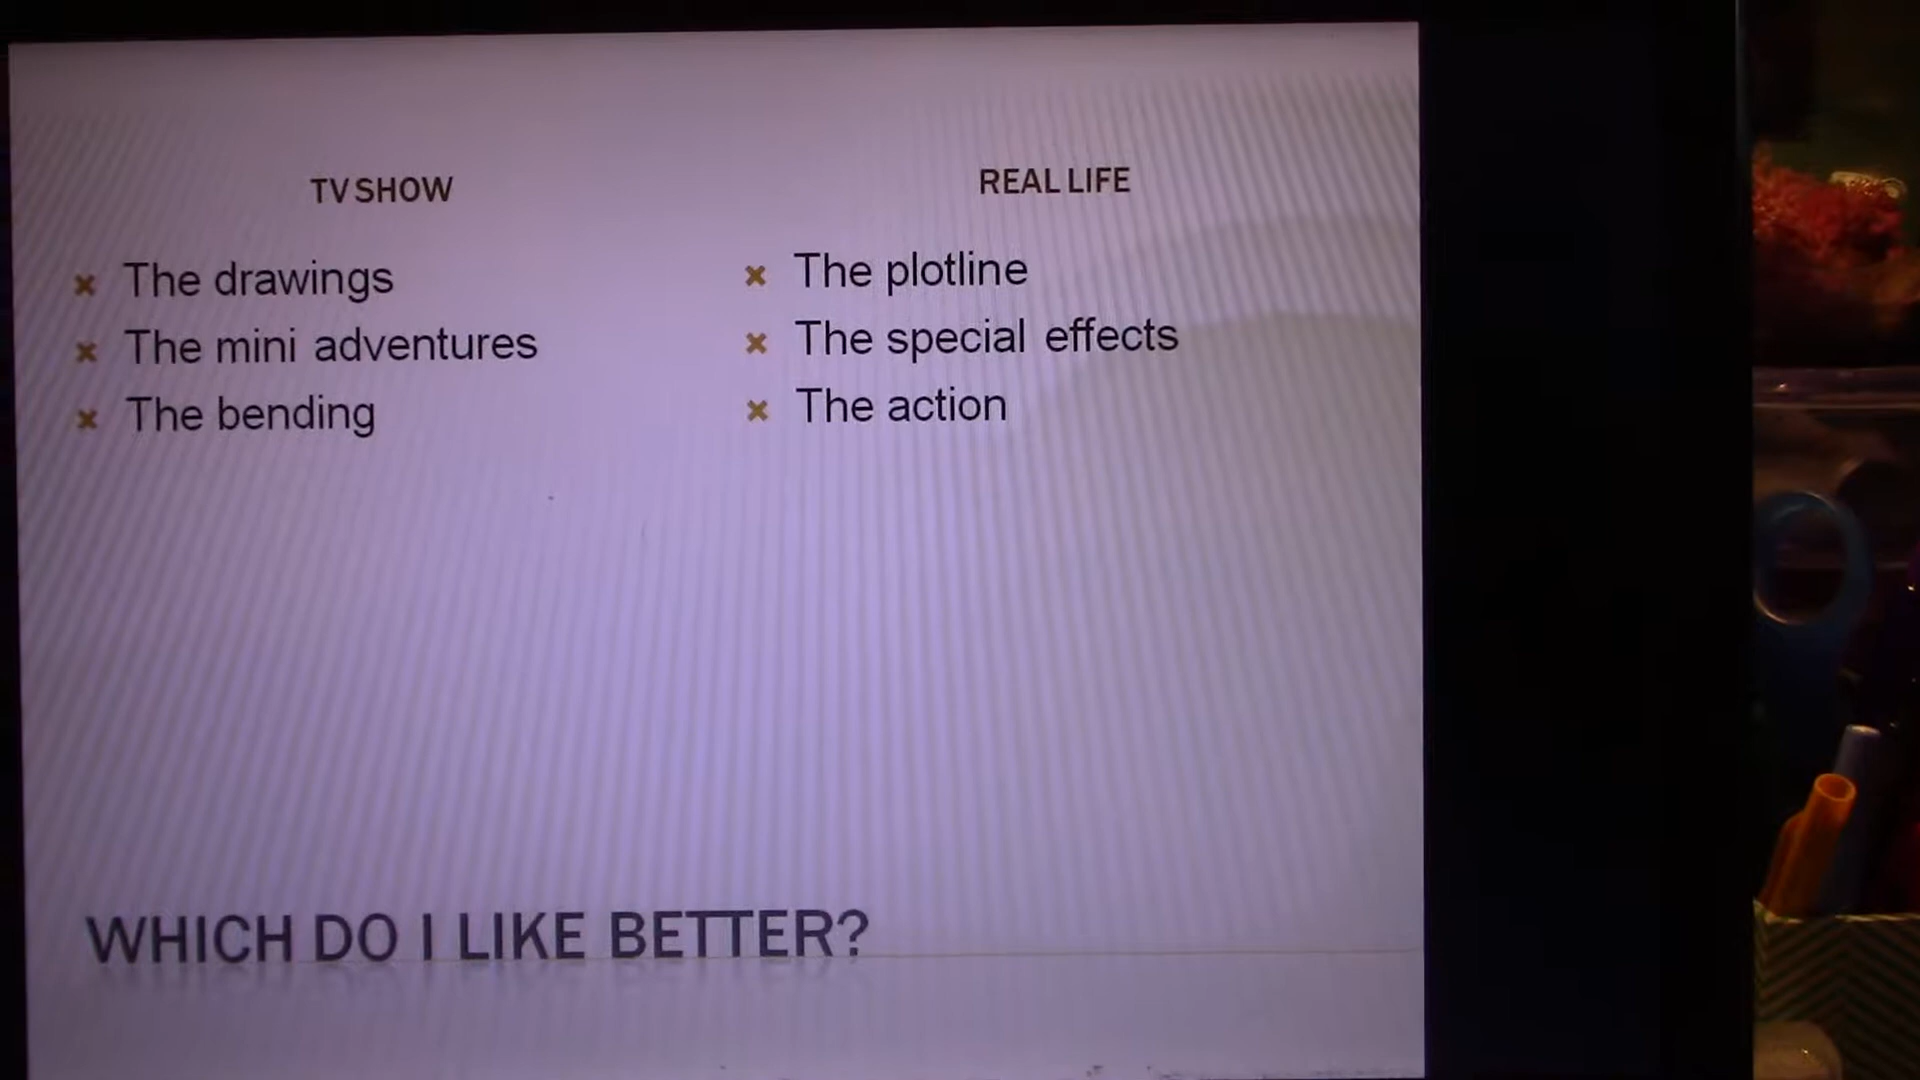 TV SHOW
The drawings
The mini adventures
The bending
REAL LIFE
The plotline
The special effects
The action
WHICH DO I LIKE BETTER?